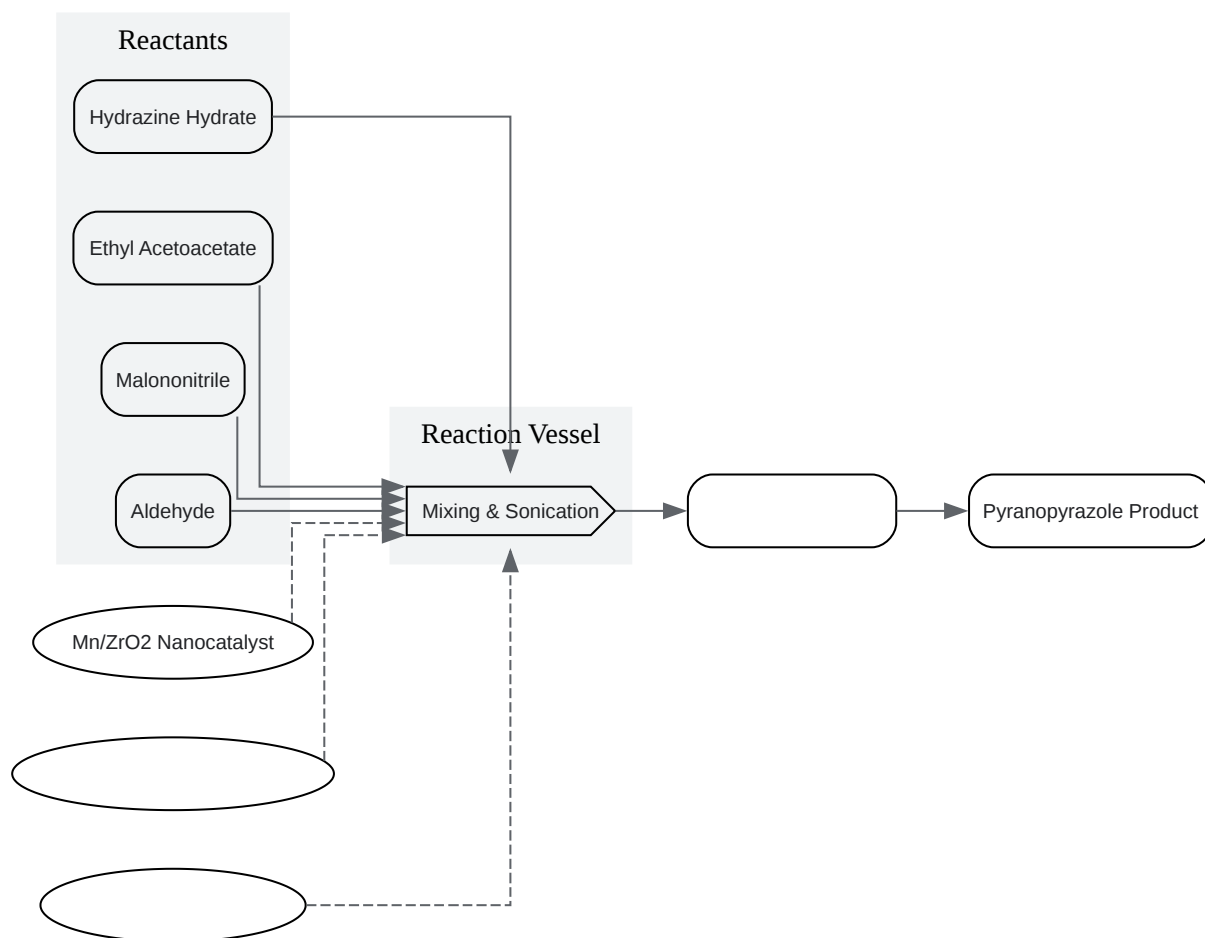 Reactants
Hydrazine Hydrate
Ethyl Acetoacetate
Malononitrile
Aldehyde
Reaction Vessel
Mixing & Sonication
Pyranopyrazole Product
Mn/ZrO2 Nanocatalyst